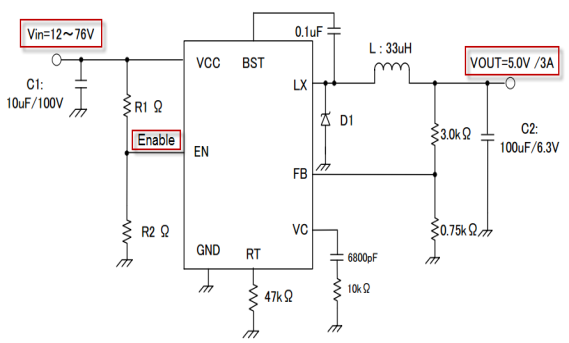 Vin=12～76V
0.1uF
L : 33uH
VCC
BST
VOUT=5.0V /3A
C1:
10uF/100V
LX
R1 Ω
D1
3.0kΩ
C2:
100uF/6.3V
Enable
EN
FB
R2 Ω
VC
0.75kΩ
GND
RT
6800pF
47kΩ
10kΩ